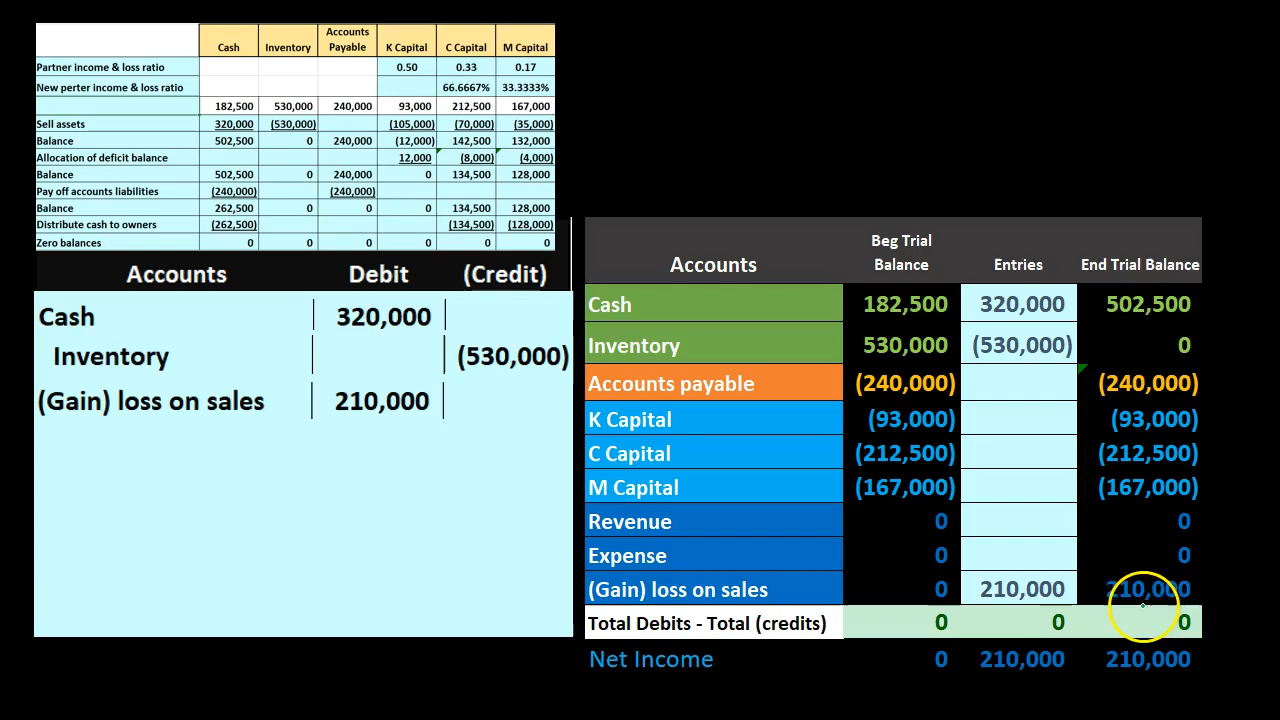 Cash Inventory Accounts Payable K Capital C Capital M Capital
Partner income & loss ratio 0.50 0.33 0.17
New perter income & loss ratio 66.6667% 33.3333%
182,500 530,000 240,000 93,000 212,500 167,000
Sell assets 320,000 (530,000) (105,000) (70,000) (35,000)
Balance 502,500 0 240,000 (12,000) 142,500 132,000
Allocation of deficit balance 12,000 (8,000) (4,000)
Balance 502,500 0 240,000 0 134,500 128,000
Pay off accounts liabilities (240,000) (240,000)
Balance 262,500 0 0 0 134,500 128,000
Distribute cash to owners (262,500) (134,500) (128,000)
Zero balances 0 0 0 0 0 0
Accounts Debit (Credit)
Cash 320,000
Inventory (530,000)
(Gain) loss on sales 210,000
Accounts Beg Trial Balance Entries End Trial Balance
Cash 182,500 320,000 502,500
Inventory 530,000 (530,000) 0
Accounts payable (240,000) (240,000)
K Capital (93,000) (93,000)
C Capital (212,500) (212,500)
M Capital (167,000) (167,000)
Revenue 0 0
Expense 0 0
(Gain) loss on sales 0 210,000 210,000
Total Debits - Total (credits) 0 0 0
Net Income 0 210,000 210,000